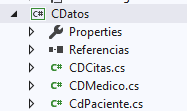 CDatos
Properties
Referencias
C# CDCitas.cs
C# CDMedico.cs
C# CdPaciente.cs